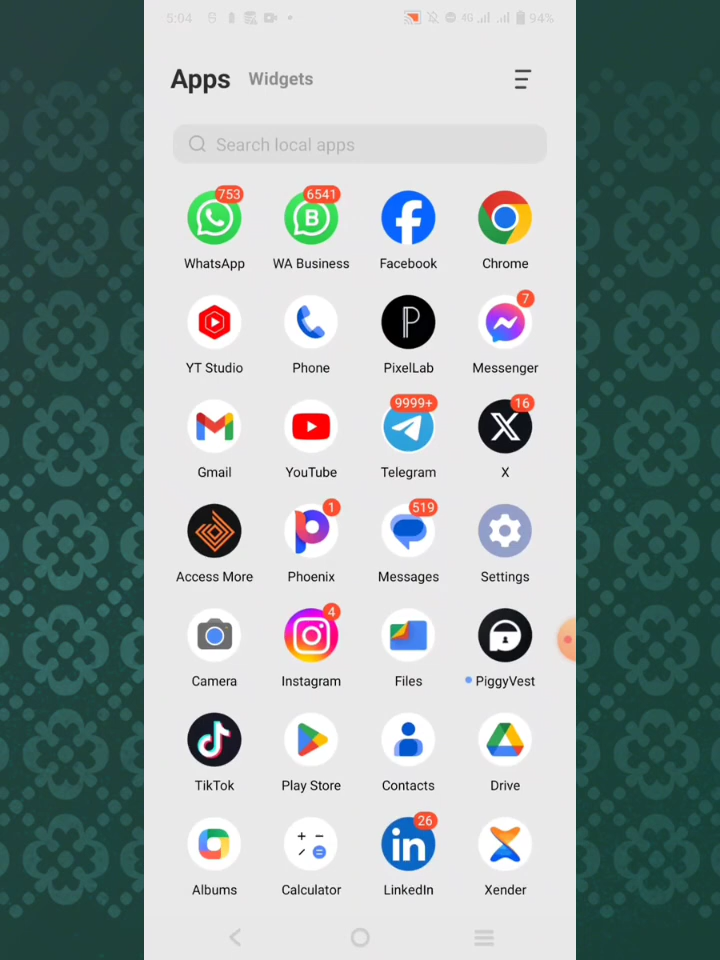 5:04 4G 94%
Apps Widgets
Search local apps
753 6541
WhatsApp WA Business Facebook Chrome
7
YT Studio Phone PixelLab Messenger
9999+ 16
Gmail YouTube Telegram X
1 519
Access More Phoenix Messages Settings
4
Camera Instagram Files PiggyVest
TikTok Play Store Contacts Drive
26
Albums Calculator LinkedIn Xender